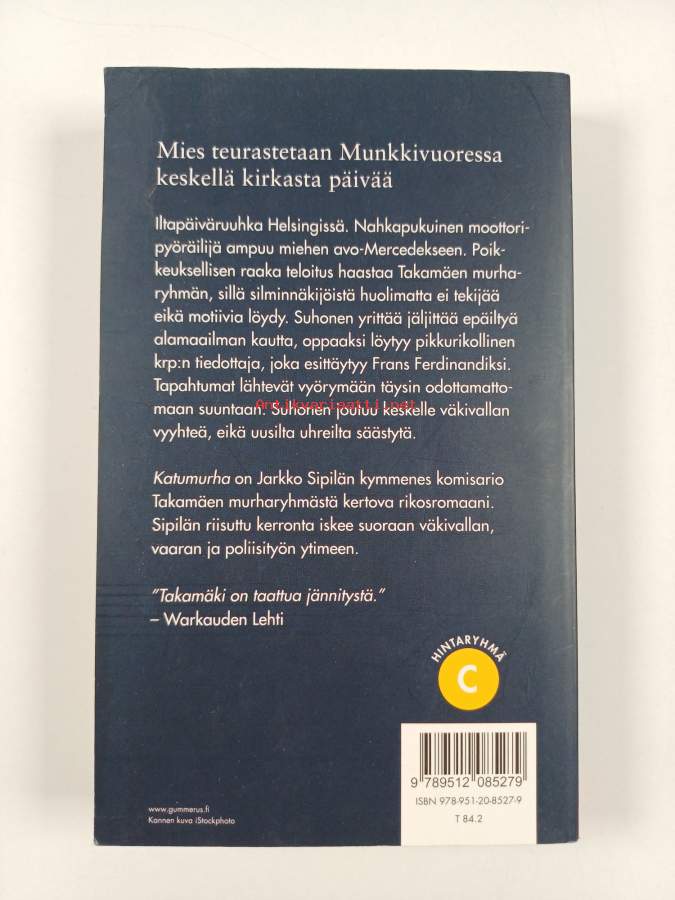 Mies teurastetaan Munkkivuoressa
keskellä kirkasta päivää
Iltapäiväruuhka Helsingissä. Nahkapukuinen moottori-
pyöräilijä ampuu miehen avo-Mercedekseen. Poik-
keuksellisen raaka teloitus haastaa Takamäen murha-
ryhmän, sillä silminnäkijöistä huolimatta ei tekijää
eikä motiivia löydy. Suhonen yrittää jäljittää epäiltyä
alamaailman kautta, oppaaksi löytyy pikkurikollinen
krp:n tiedottaja, joka esittäytyy Frans Ferdinandiksi.
Tapahtumat lähtevät vyörymään täysin odottamatto-
maan suuntaan. Suhonen joutuu keskelle väkivallan
Antikvariaatti.net
vyyhteä, eikä uusilta uhreilta säästytä.
Katumurha on Jarkko Sipilän kymmenes komisario
Takamäen murharyhmästä kertova rikosromaani.
Sipilän riisuttu kerronta iskee suoraan väkivallan,
vaaran ja poliisityön ytimeen.
”Takamäki on taattua jännitystä.”
– Warkauden Lehti
HINTARYHMÄ
C
9 789512 085279
ISBN 978-951-20-8527-9
T 84.2
www.gummerus.fi
Kannen kuva iStockphoto